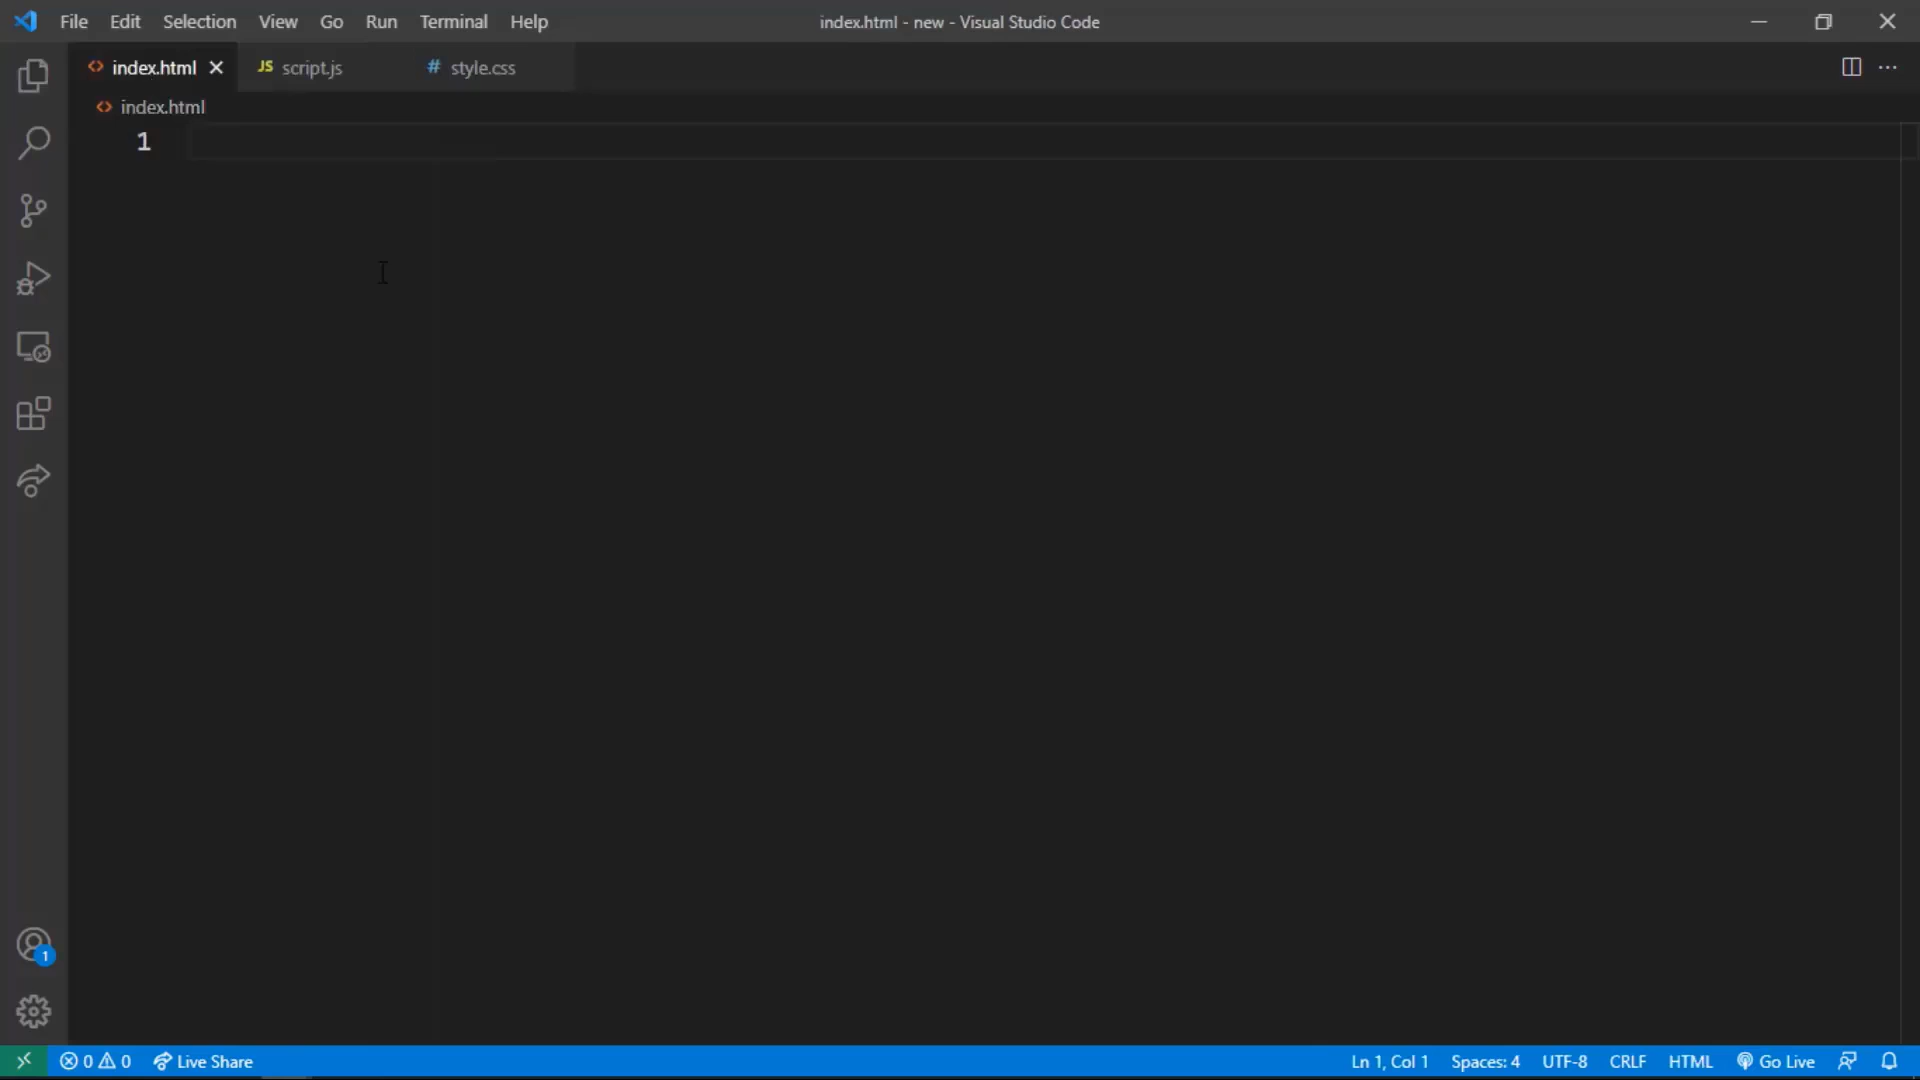 File Edit Selection View Go Run Terminal Help index.html - new - Visual Studio Code
index.html JS script.js # style.css
index.html
1
1
0 0 Live Share Ln 1, Col 1 Spaces: 4 UTF-8 CRLF HTML Go Live